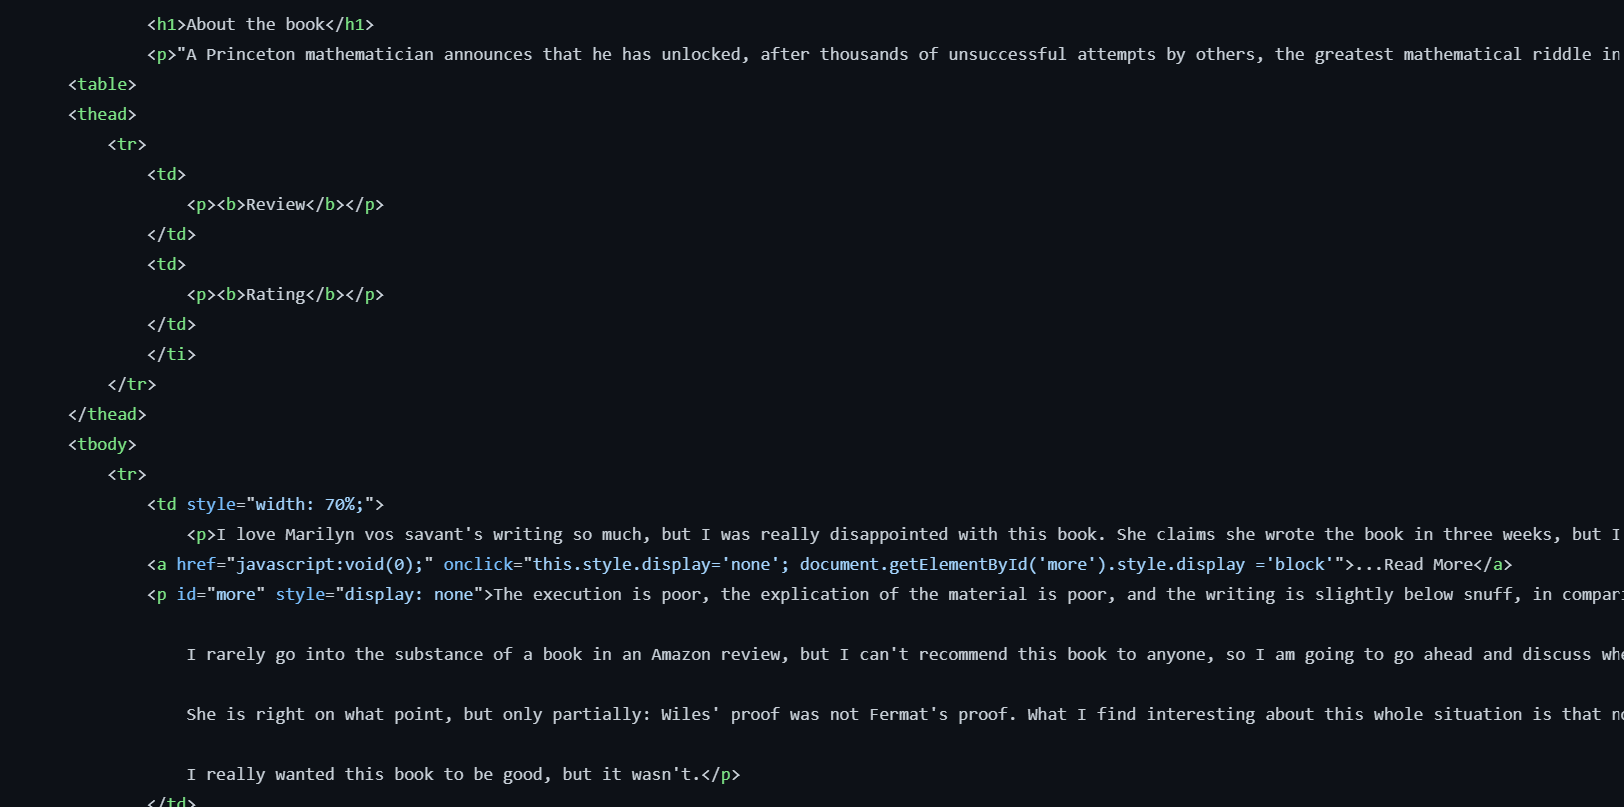 <h1>About the book</h1>
<p>"A Princeton mathematician announces that he has unlocked, after thousands of unsuccessful attempts by others, the greatest mathematical riddle in
<table>
<thead>
<tr>
<td>
<p><b>Review</b></p>
</td>
<td>
<p><b>Rating</b></p>
</td>
</ti>
</tr>
</thead>
<tbody>
<tr>
<td style="width: 70%;">
<p>I love Marilyn vos savant's writing so much, but I was really disappointed with this book. She claims she wrote the book in three weeks, but I
<a href="javascript:void(0);" onclick="this.style.display='none'; document.getElementById('more').style.display ='block'">...Read More</a>
<p id="more" style="display: none">The execution is poor, the explication of the material is poor, and the writing is slightly below snuff, in compari
I rarely go into the substance of a book in an Amazon review, but I can't recommend this book to anyone, so I am going to go ahead and discuss whe
She is right on what point, but only partially: Wiles' proof was not Fermat's proof. What I find interesting about this whole situation is that no
I really wanted this book to be good, but it wasn't.</p>
</td>